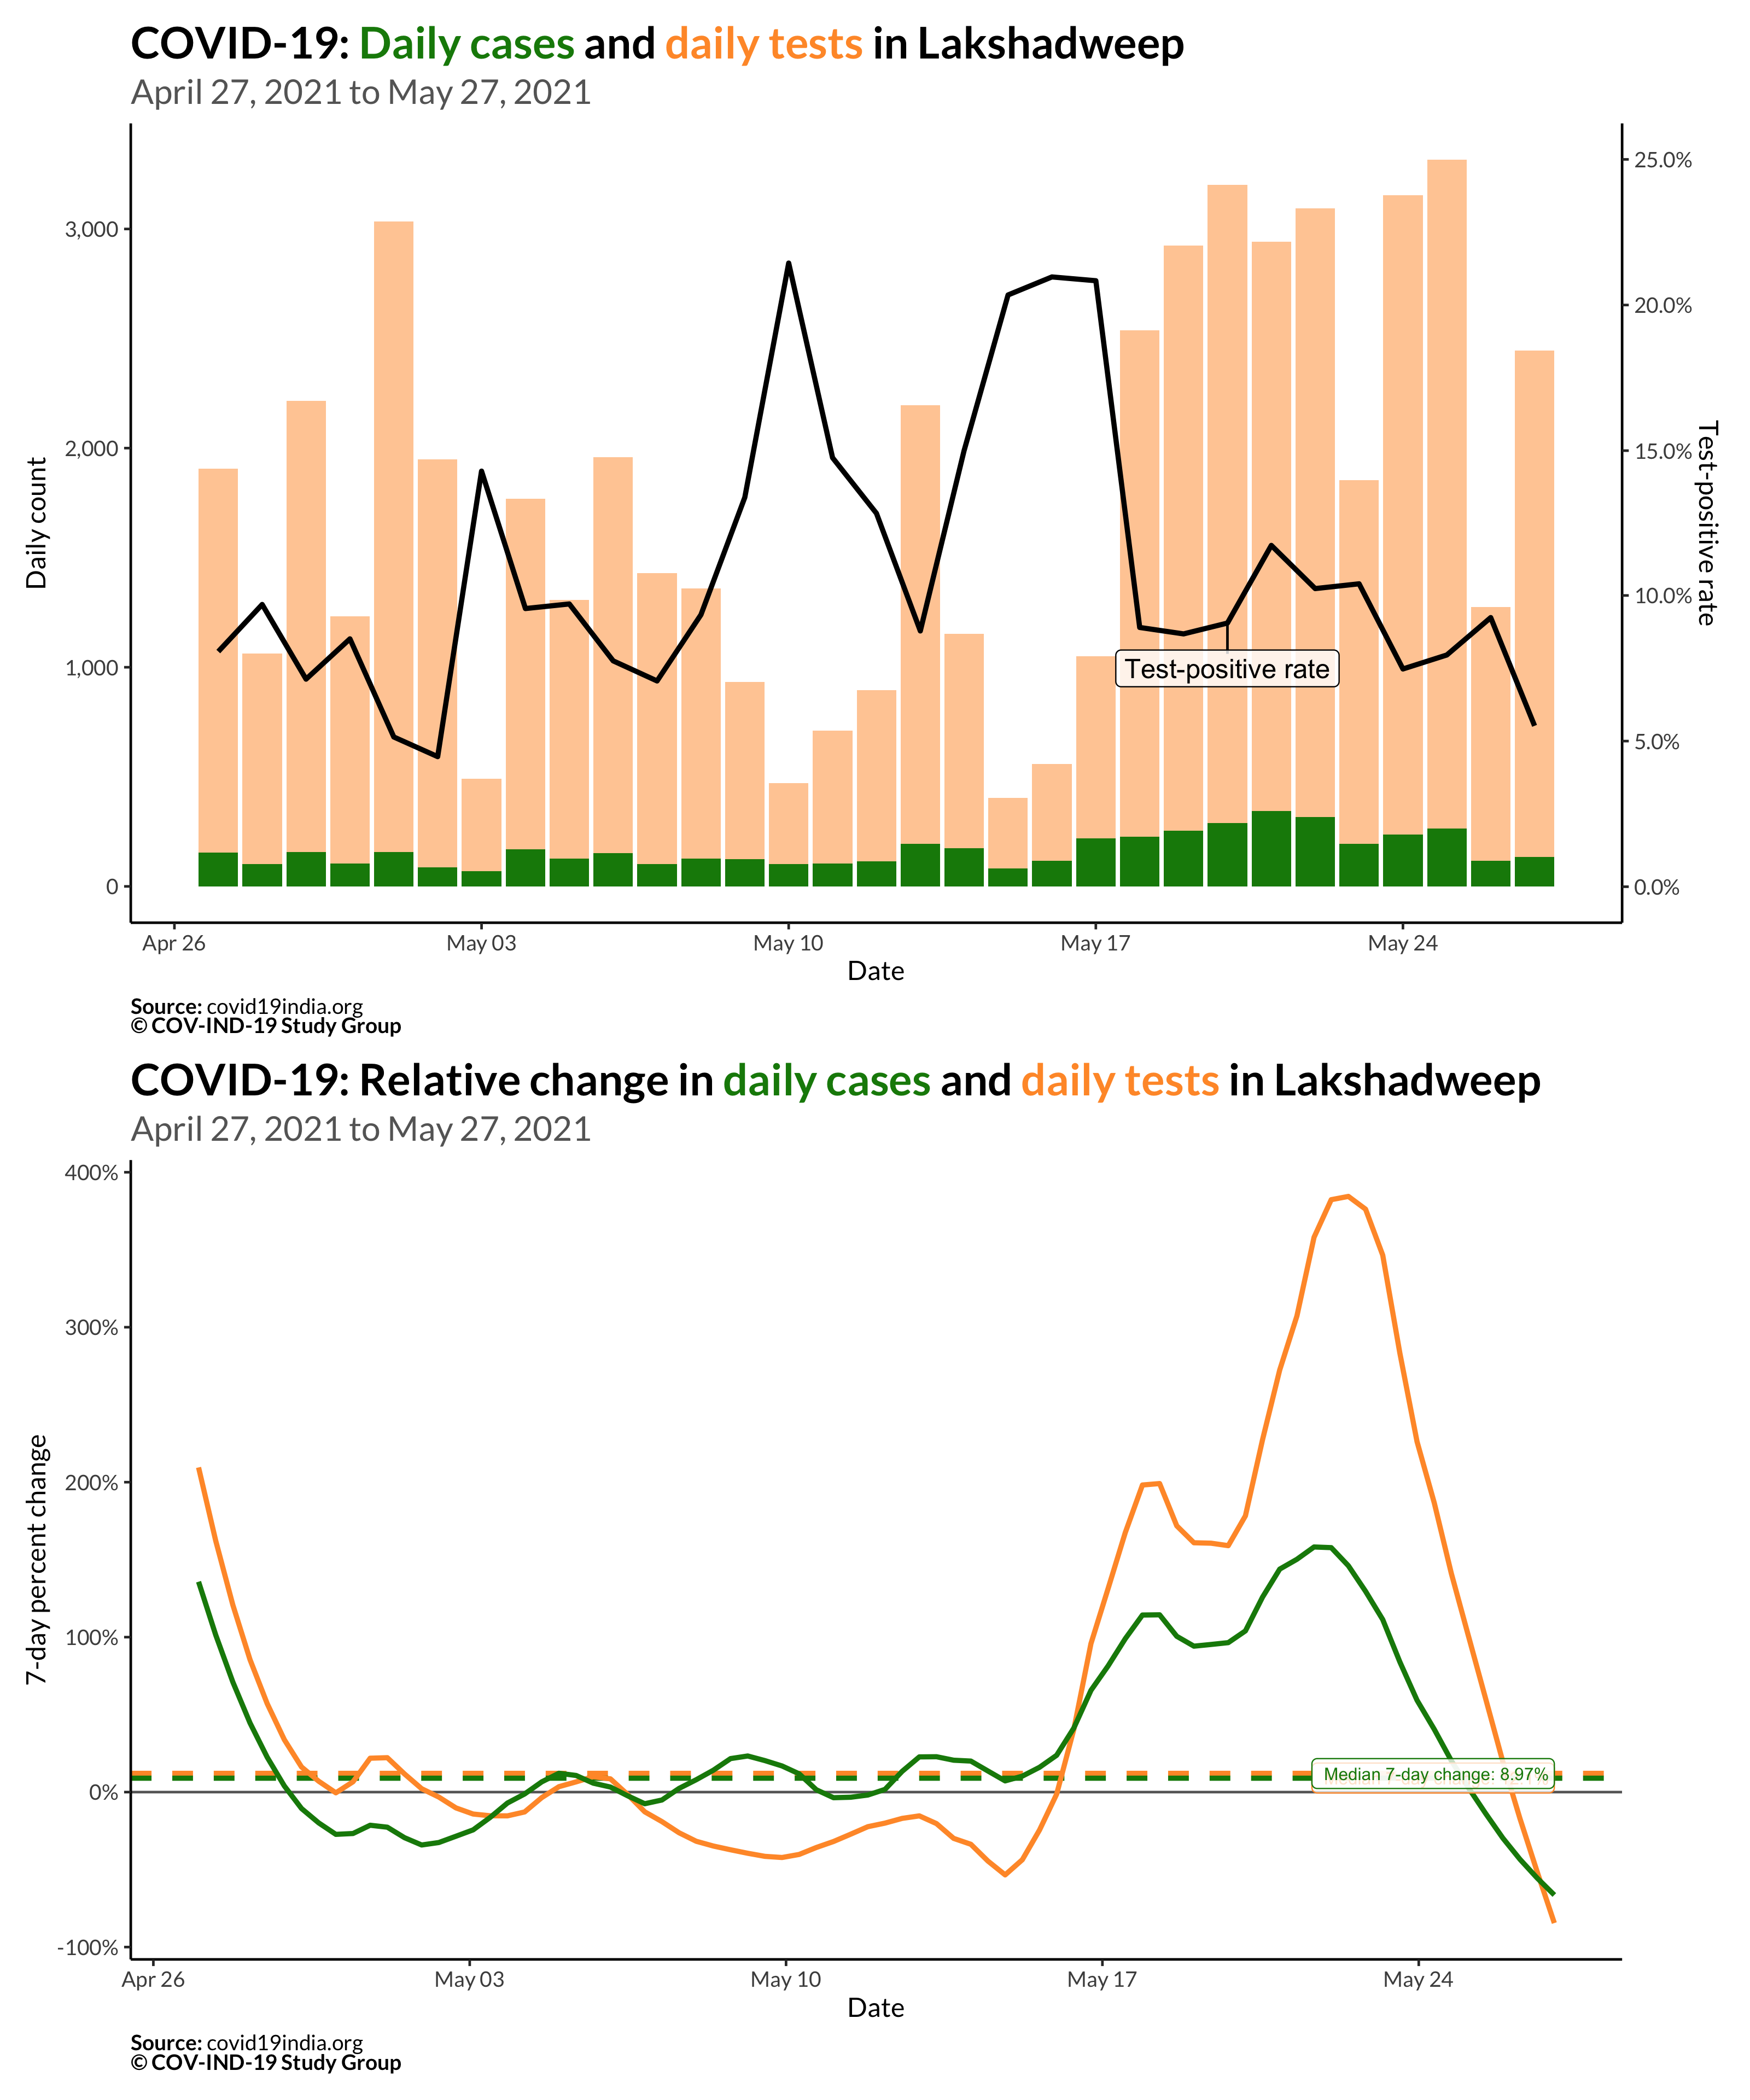 COVID-19: Daily cases and daily tests in Lakshadweep
April 27, 2021 to May 27, 2021
25.0%
3,000
20.0%
2,000
15.0%
Daily count
Test-positive rate
10.0%
1,000
Test-positive rate
5.0%
0
0.0%
Apr 26
May 03
May 10
May 17
May 24
Date
Source: covid19india.org
© COV-IND-19 Study Group
COVID-19: Relative change in daily cases and daily tests in Lakshadweep
April 27, 2021 to May 27, 2021
400%
300%
200%
7-day percent change
100%
Median 7-day change: 8.97%
0%
-100%
Apr 26
May 03
May 10
May 17
May 24
Date
Source: covid19india.org
© COV-IND-19 Study Group